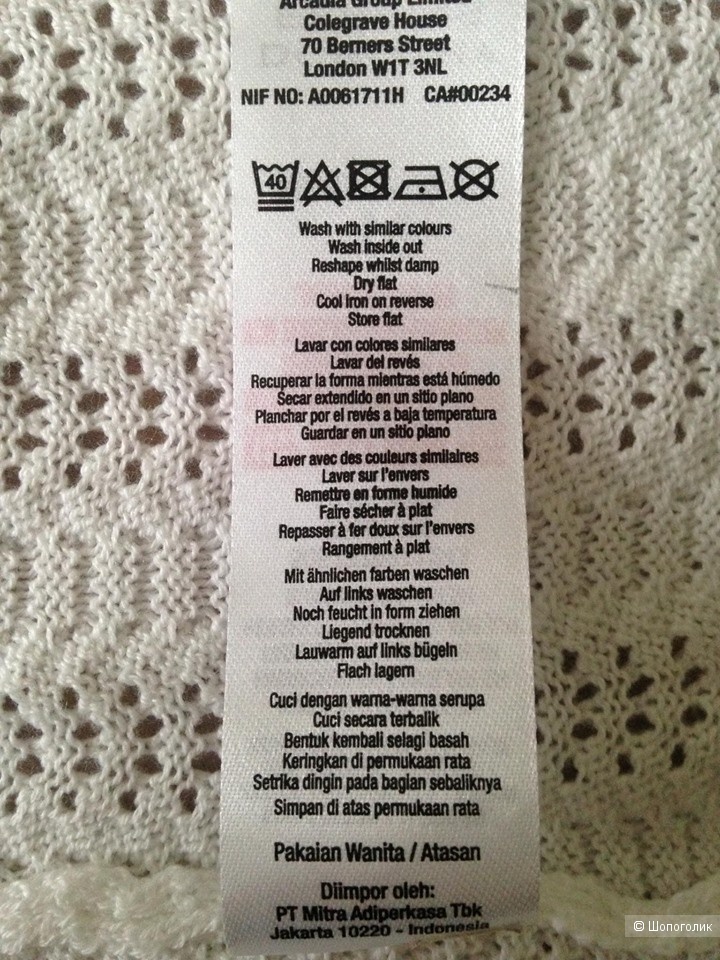 Arcadia Group Limited
Colegrave House
70 Berners Street
London W1T 3NL
NIF NO: A0061711H CA#00234
40
Wash with similar colours
Wash inside out
Reshape whilst damp
Dry flat
Cool iron on reverse
Store flat
Lavar con colores similares
Lavar del revés
Recuperar la forma mientras está húmedo
Secar extendido en un sitio plano
Planchar por el revés a baja temperatura
Guardar en un sitio plano
Laver avec des couleurs similaires
Laver sur l'envers
Remettre en forme humide
Faire sécher à plat
Repasser à fer doux sur l'envers
Rangement à plat
Mit ähnlichen farben waschen
Auf links waschen
Noch feucht in form ziehen
Liegend trocknen
Lauwarm auf links bügeln
Flach lagern
Cuci dengan warna-warna serupa
Cuci secara terbalik
Bentuk kembali selagi basah
Keringkan di permukaan rata
Setrika dingin pada bagian sebaliknya
Simpan di atas permukaan rata
Pakaian Wanita / Atasan
Diimpor oleh:
PT Mitra Adiperkasa Tbk
Jakarta 10220 - Indonesia
© Шопоголик